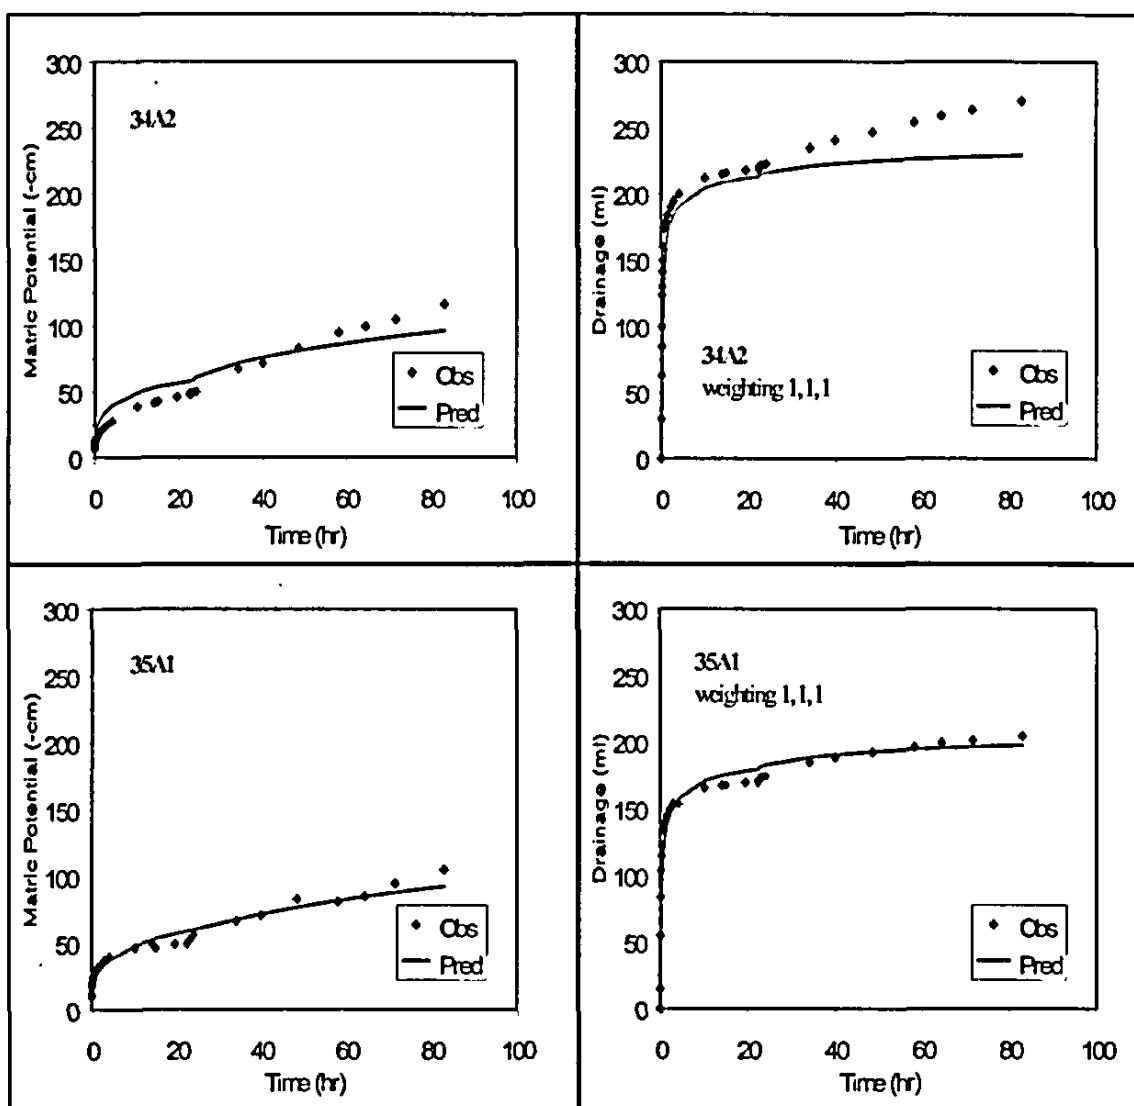 300
250
200
150
100
50
0
Matric Potential (-cm)
34A2
Obs
Pred
0 20 40 60 80 100
Time (hr)
300
250
200
150
100
50
0
Drainage (ml)
34A2
weighting 1, 1, 1
Obs
Pred
0 20 40 60 80 100
Time (hr)
300
250
200
150
100
50
0
Matric Potential (-cm)
35A1
Obs
Pred
0 20 40 60 80 100
Time (hr)
300
250
200
150
100
50
0
Drainage (ml)
35A1
weighting 1, 1, 1
Obs
Pred
0 20 40 60 80 100
Time (hr)